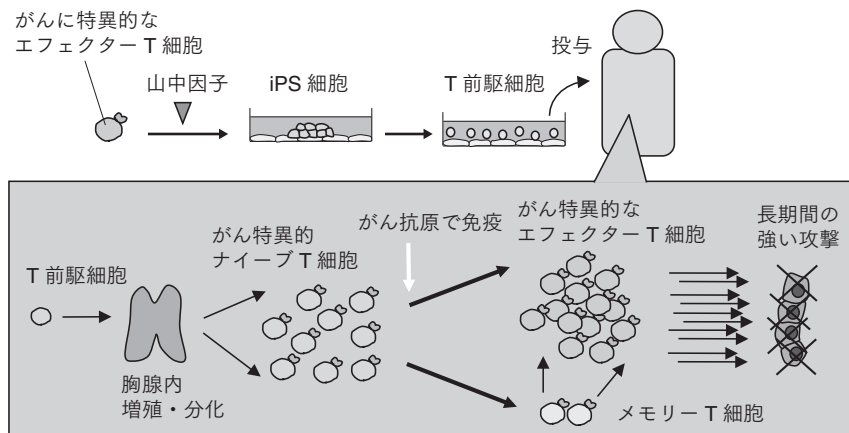 がんに特異的な
エフェクター T 細胞
山中因子
iPS 細胞
T 前駆細胞
投与
T 前駆細胞
胸腺内
増殖・分化
がん特異的
ナイーブ T 細胞
がん抗原で免疫
がん特異的な
エフェクター T 細胞
メモリー T 細胞
長期間の
強い攻撃